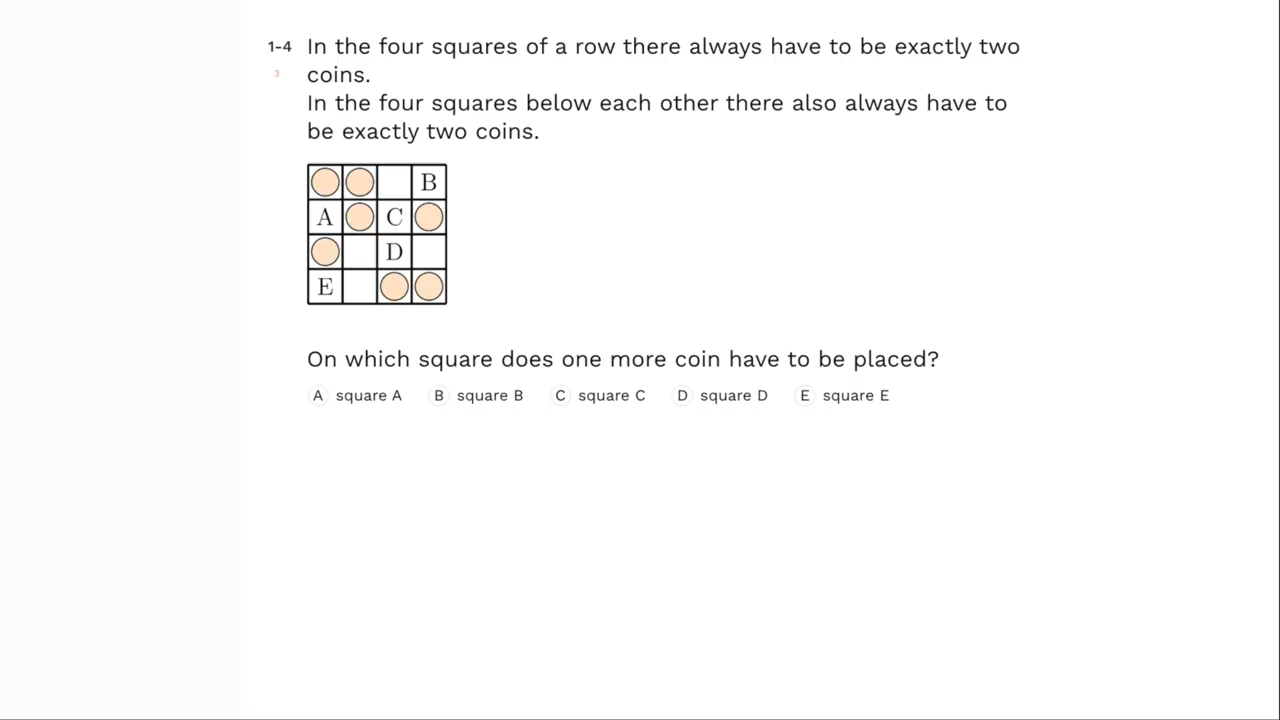 1-4 In the four squares of a row there always have to be exactly two
3 coins.
In the four squares below each other there also always have to
be exactly two coins.
B
A C
D
E
On which square does one more coin have to be placed?
A square A B square B C square C D square D E square E